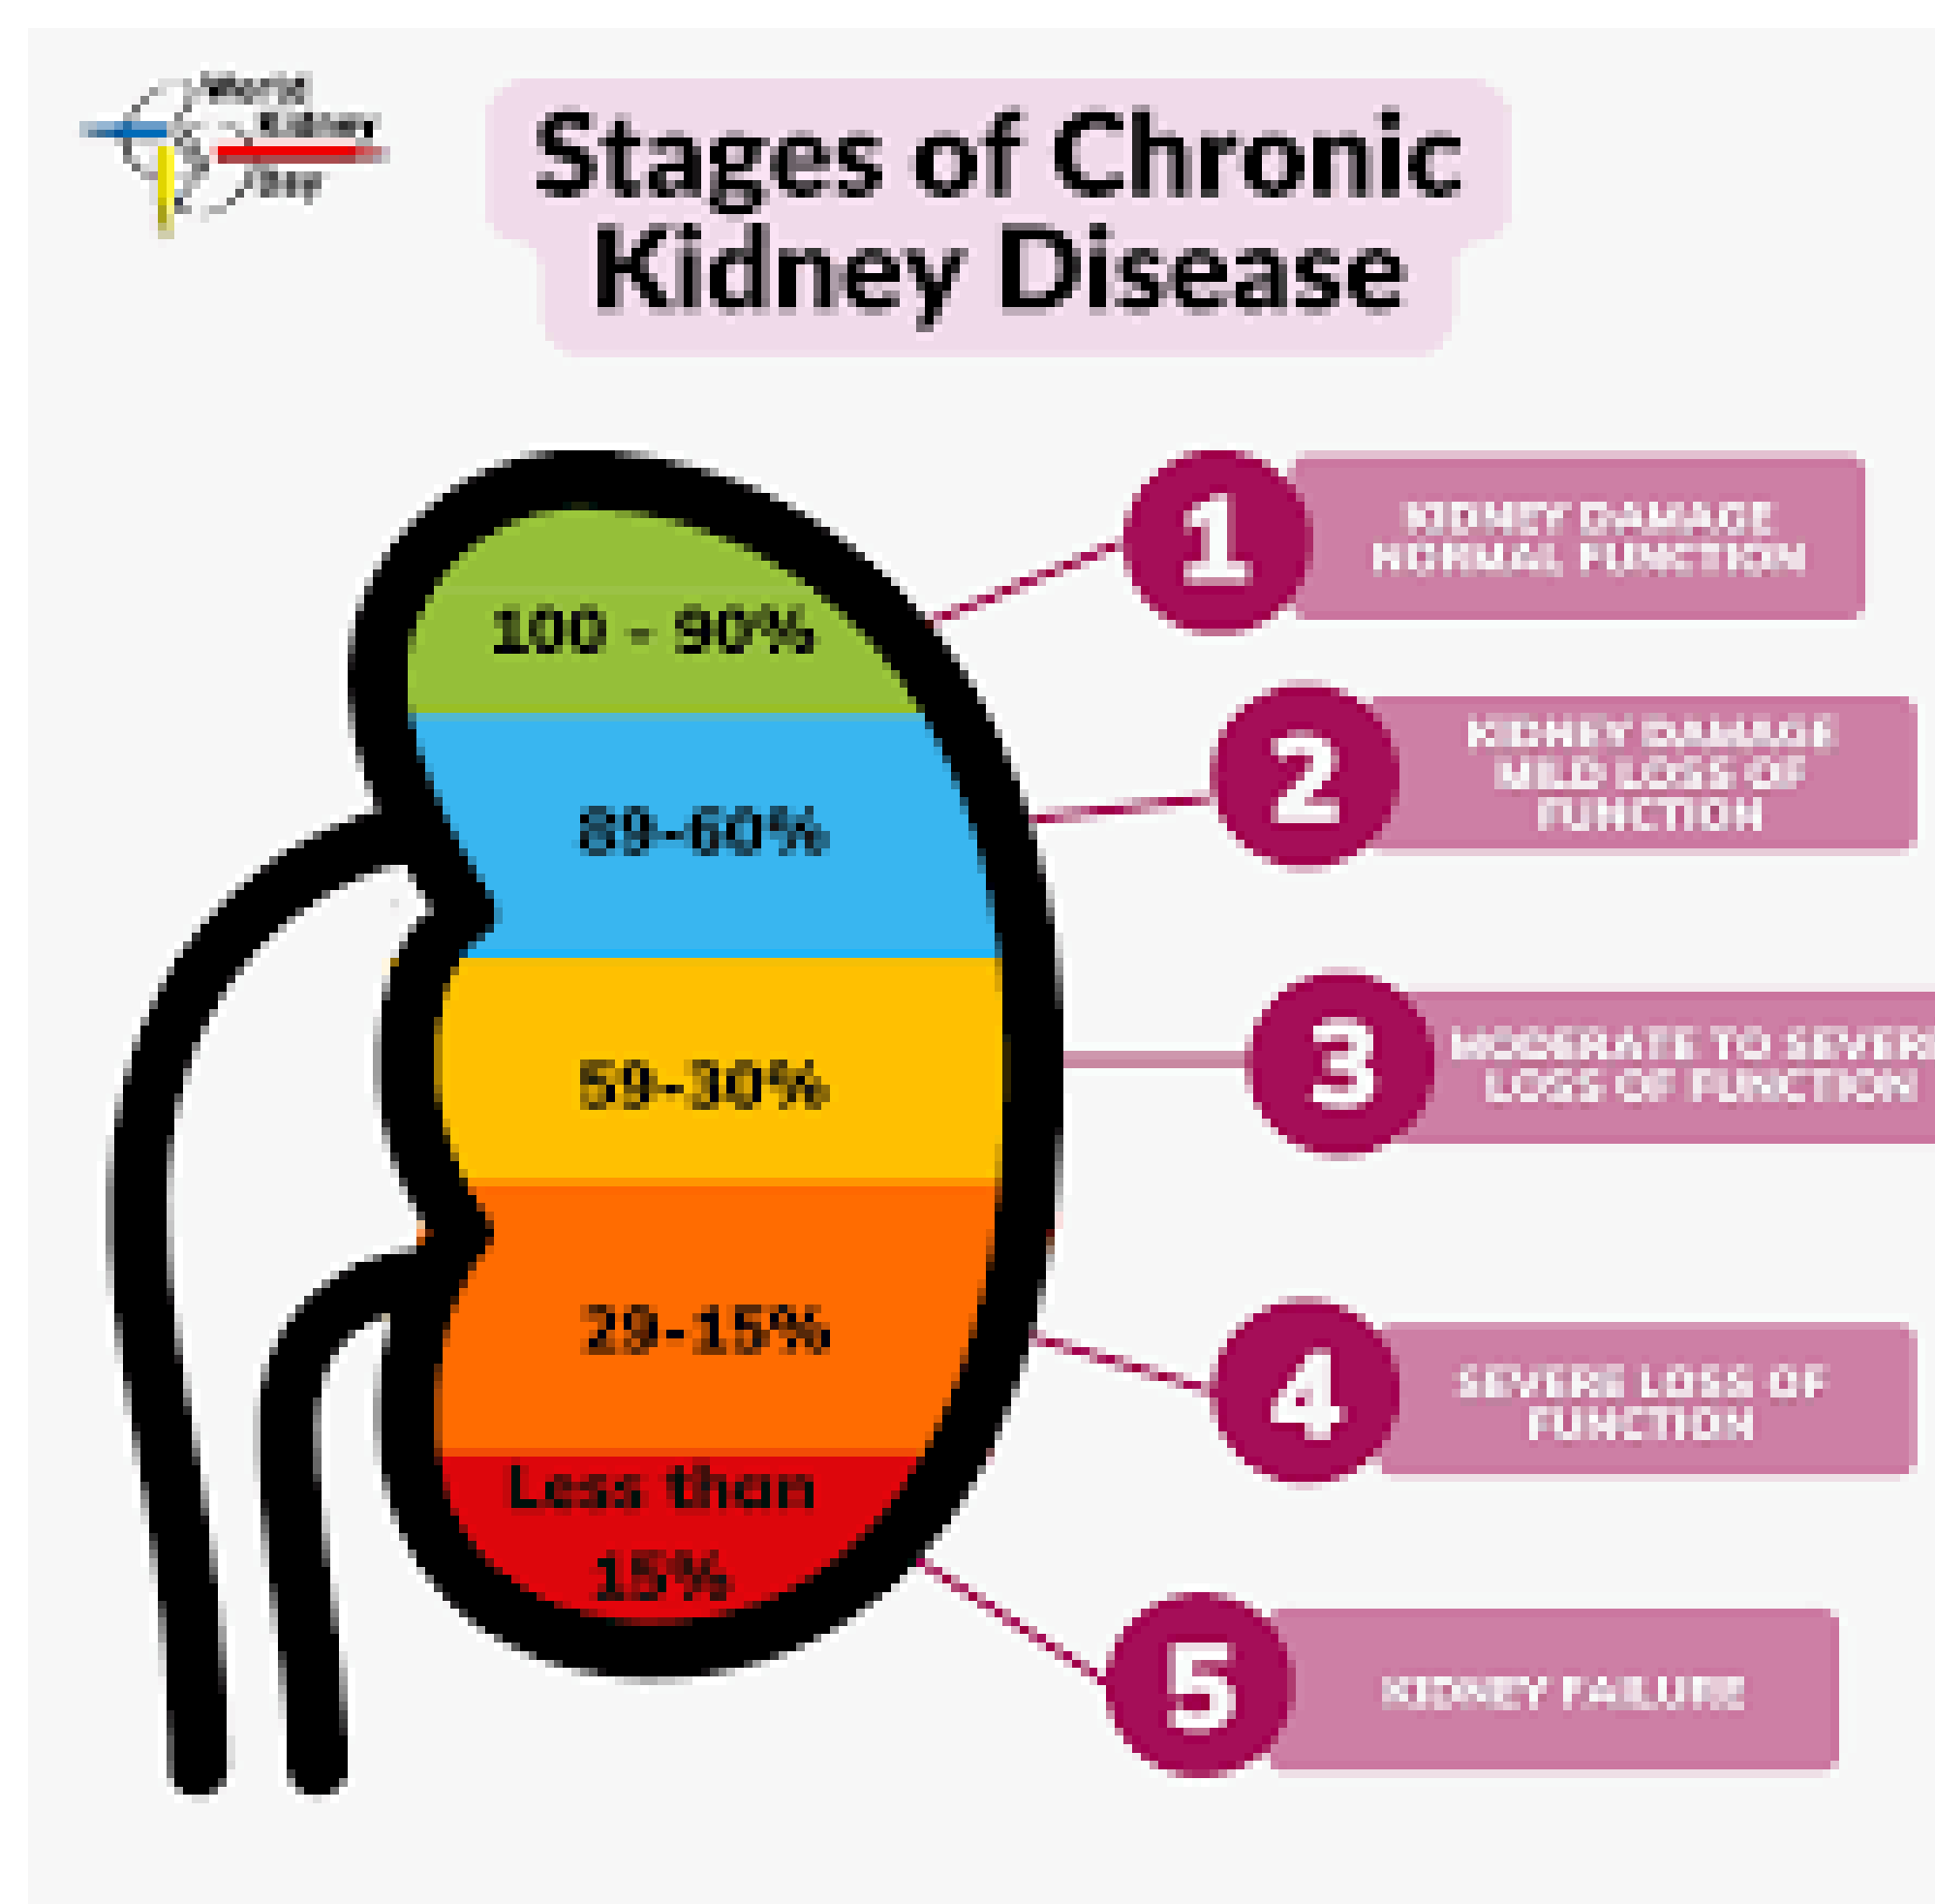 World
Kidney
Day
Stages of Chronic
Kidney Disease
100 - 90%
1
KIDNEY DAMAGE
NORMAL FUNCTION
89-60%
2
KIDNEY DAMAGE
MILD LOSS OF
FUNCTION
59-30%
3
MODERATE TO SEVERE
LOSS OF FUNCTION
29-15%
4
SEVERE LOSS OF
FUNCTION
Less than
15%
5
KIDNEY FAILURE